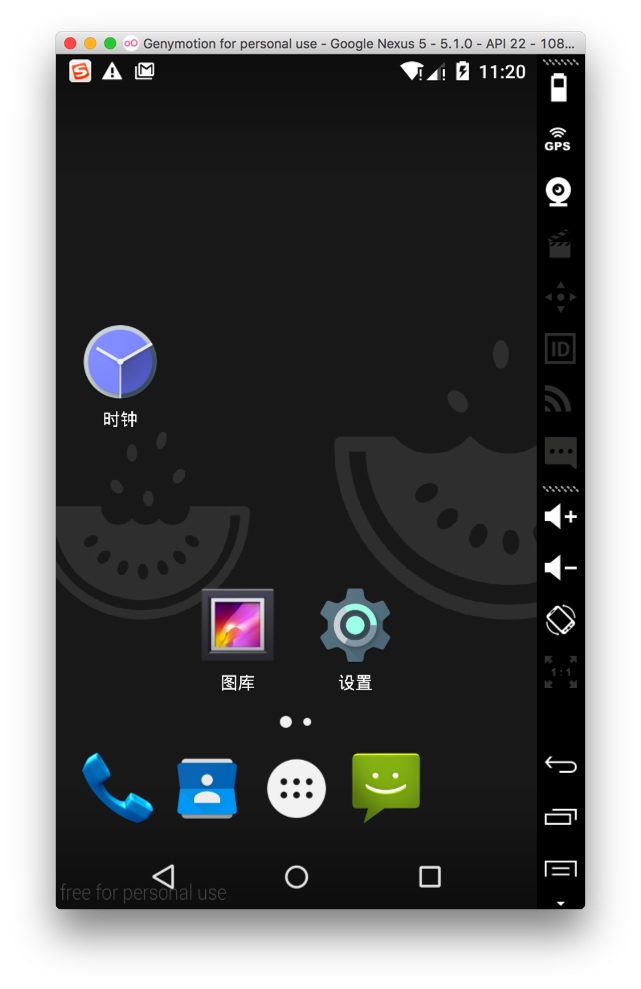 Genymotion for personal use - Google Nexus 5 - 5.1.0 - API 22 - 108...
11:20
GPS
ID
时钟
1:1
图库
设置
free for personal use